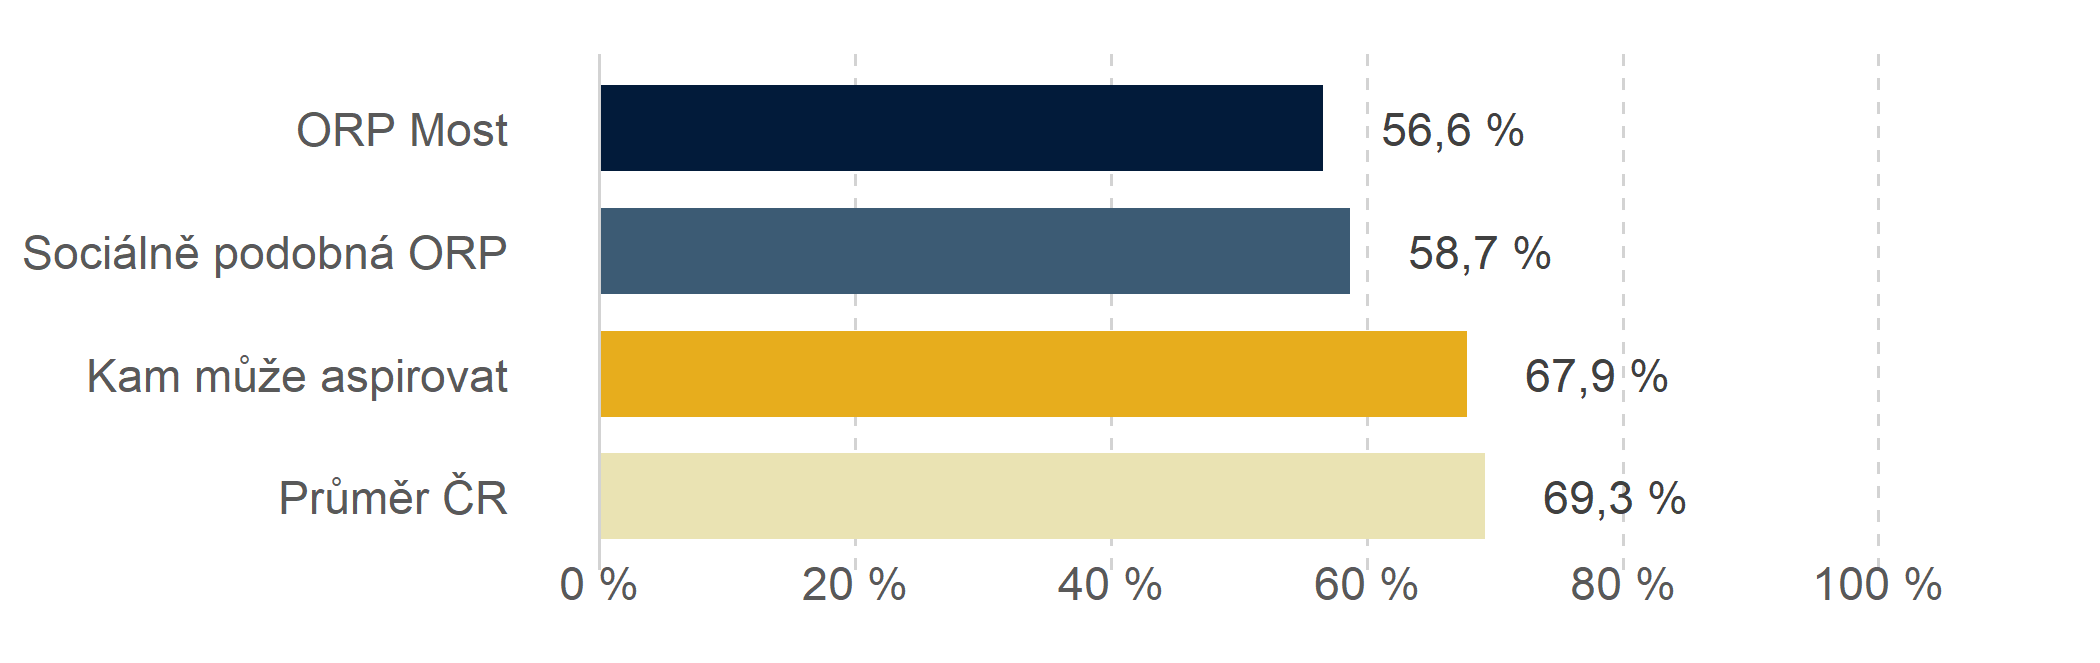 ORP Most
56,6 %
Sociálně podobná ORP
58,7 %
Kam může aspirovat
67,9 %
Průměr ČR
69,3 %
0 %
20 %
40 %
60 %
80 %
100 %